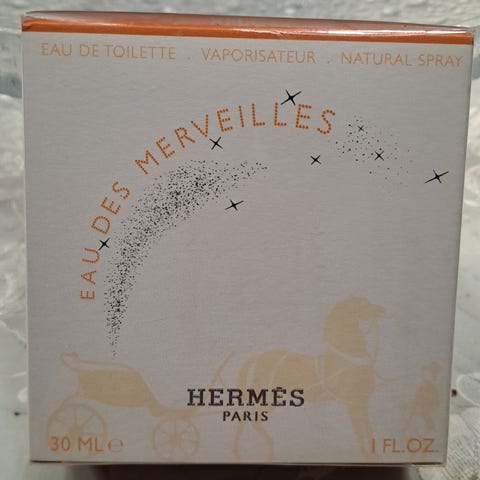 EAU DE TOILETTE . VAPORISATEUR . NATURAL SPRAY
EAU DES MERVEILLES
HERMÈS
PARIS
30 ML ℮ 1 FL.OZ.